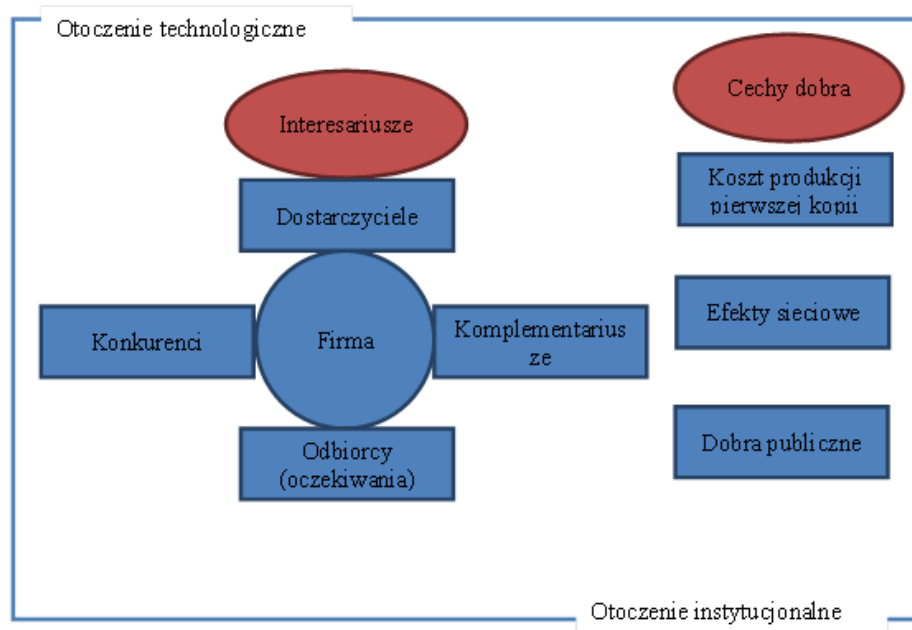 Otoczenie technologiczne
Interesariusze
Dostarczyciele
Konkurenci
Firma
Komplementarius
ze
Odbiorcy
(oczekiwania)
Cechy dobra
Koszt produkcji
pierwszej kopii
Efekty sieciowe
Dobra publiczne
Otoczenie instytucjonalne